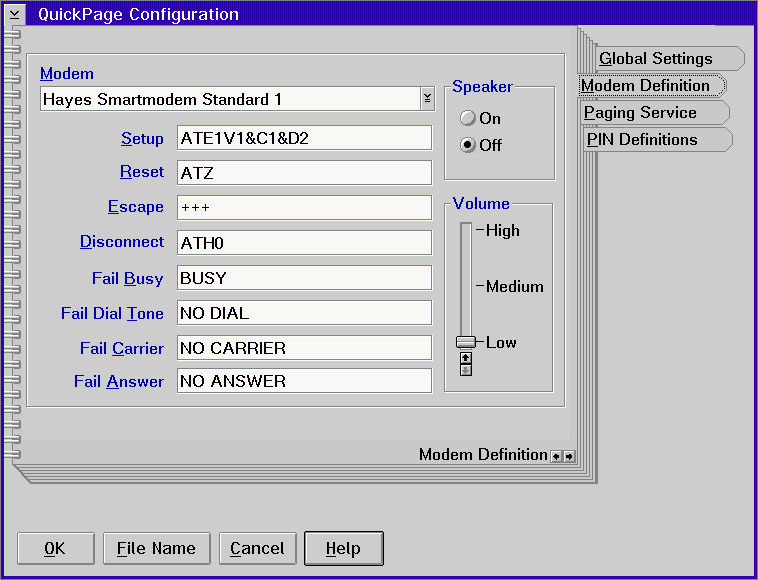 QuickPage Configuration
Modem
Hayes Smartmodem Standard 1
Setup ATE1V1&C1&D2
Reset ATZ
Escape +++
Disconnect ATH0
Fail Busy BUSY
Fail Dial Tone NO DIAL
Fail Carrier NO CARRIER
Fail Answer NO ANSWER
Speaker
On
Off
Volume
High
Medium
Low
Global Settings
Modem Definition
Paging Service
PIN Definitions
Modem Definition
OK File Name Cancel Help